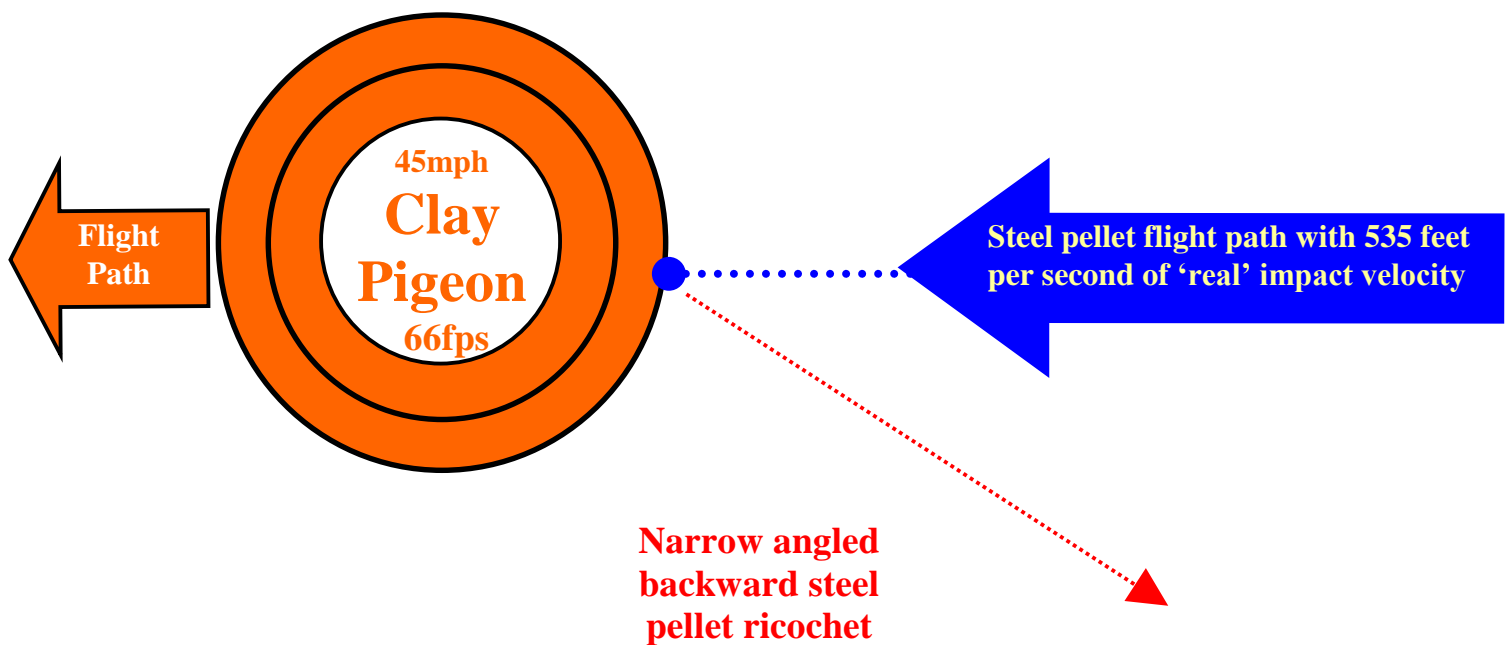 Flight
Path
45mph
Clay
Pigeon
66fps
Steel pellet flight path with 535 feet
per second of ‘real’ impact velocity
Narrow angled
backward steel
pellet ricochet